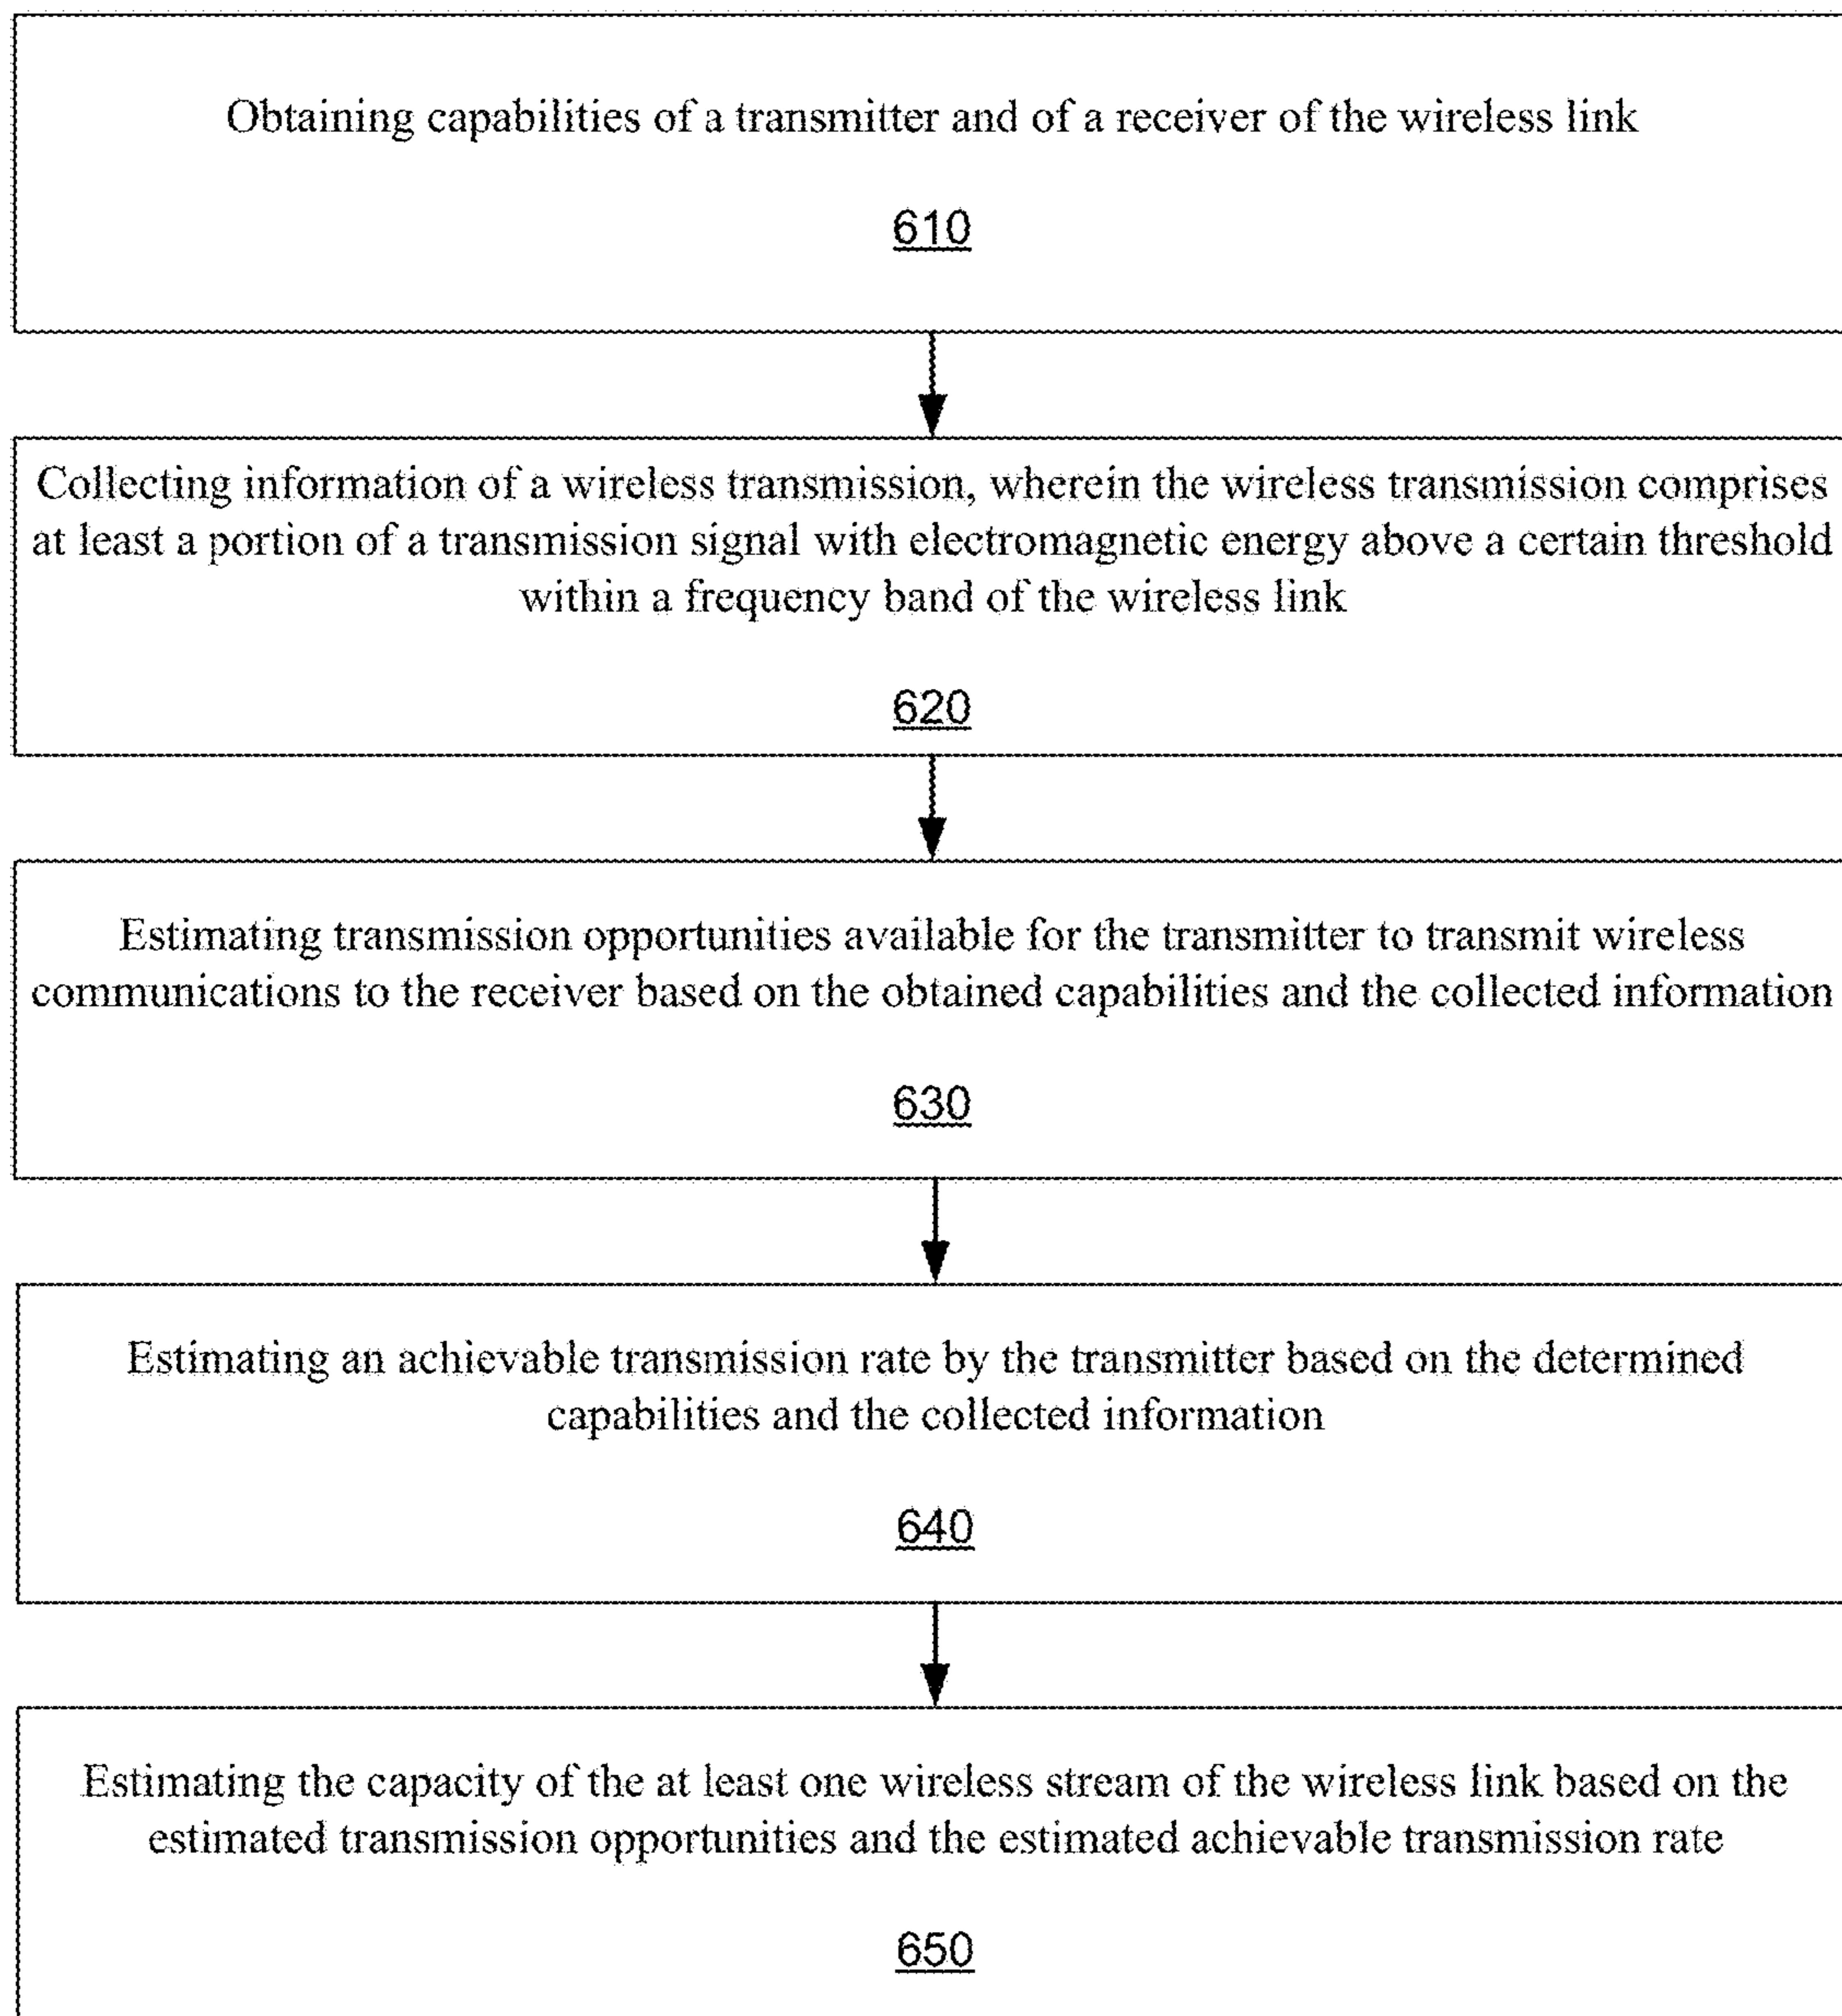 Obtaining capabilities of a transmitter and of a receiver of the wireless link
610
Collecting information of a wireless transmission, wherein the wireless transmission comprises
at least a portion of a transmission signal with electromagnetic energy above a certain threshold
within a frequency band of the wireless link
620
Estimating transmission opportunities available for the transmitter to transmit wireless
communications to the receiver based on the obtained capabilities and the collected information
630
Estimating an achievable transmission rate by the transmitter based on the determined
capabilities and the collected information
640
Estimating the capacity of the at least one wireless stream of the wireless link based on the
estimated transmission opportunities and the estimated achievable transmission rate
650